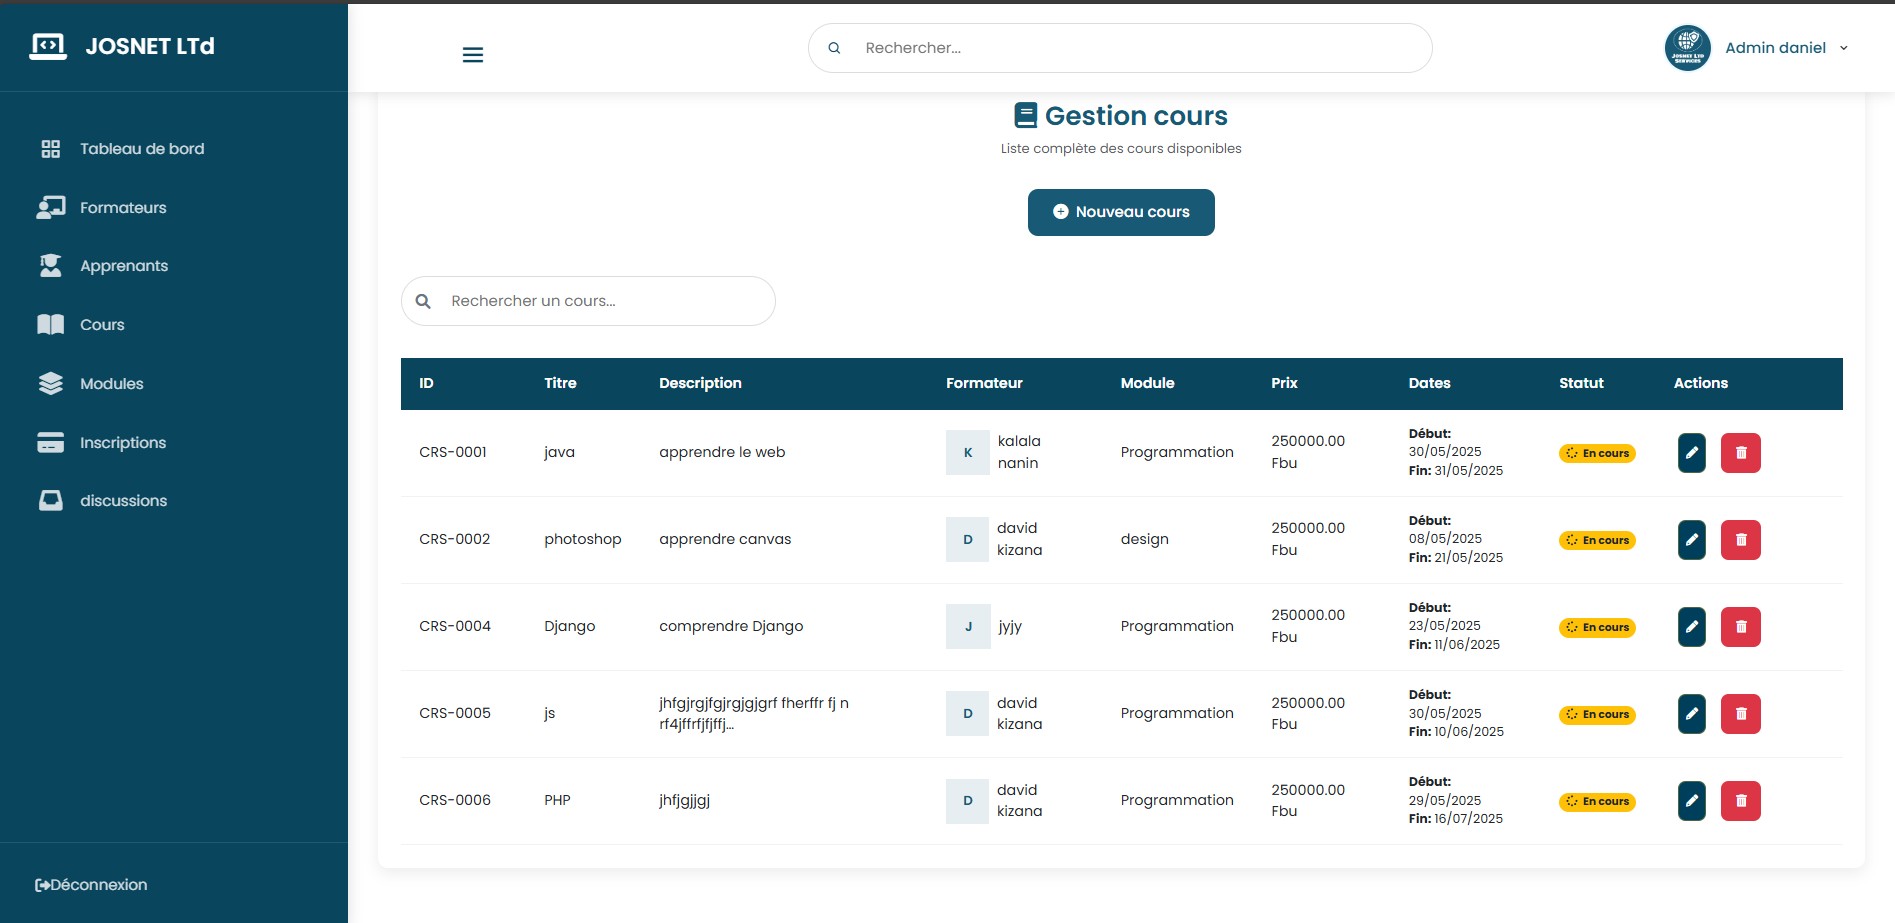 JOSNET LTd
Rechercher...
JOSNET LTD
SERVICES
Admin daniel
Tableau de bord
Formateurs
Apprenants
Cours
Modules
Inscriptions
discussions
Déconnexion
Gestion cours
Liste complète des cours disponibles
Nouveau cours
Rechercher un cours...
ID Titre Description Formateur Module Prix Dates Statut Actions
CRS-0001 java apprendre le web K kalala nanin Programmation 250000.00 Fbu Début: 30/05/2025 Fin: 31/05/2025 En cours
CRS-0002 photoshop apprendre canvas D david kizana design 250000.00 Fbu Début: 08/05/2025 Fin: 21/05/2025 En cours
CRS-0004 Django comprendre Django J jyjy Programmation 250000.00 Fbu Début: 23/05/2025 Fin: 11/06/2025 En cours
CRS-0005 js jhfgjrgjfgjrgjgjgrf fherffr fj n rf4jffrfjfjffj... D david kizana Programmation 250000.00 Fbu Début: 30/05/2025 Fin: 10/06/2025 En cours
CRS-0006 PHP jhfjgjjgj D david kizana Programmation 250000.00 Fbu Début: 29/05/2025 Fin: 16/07/2025 En cours